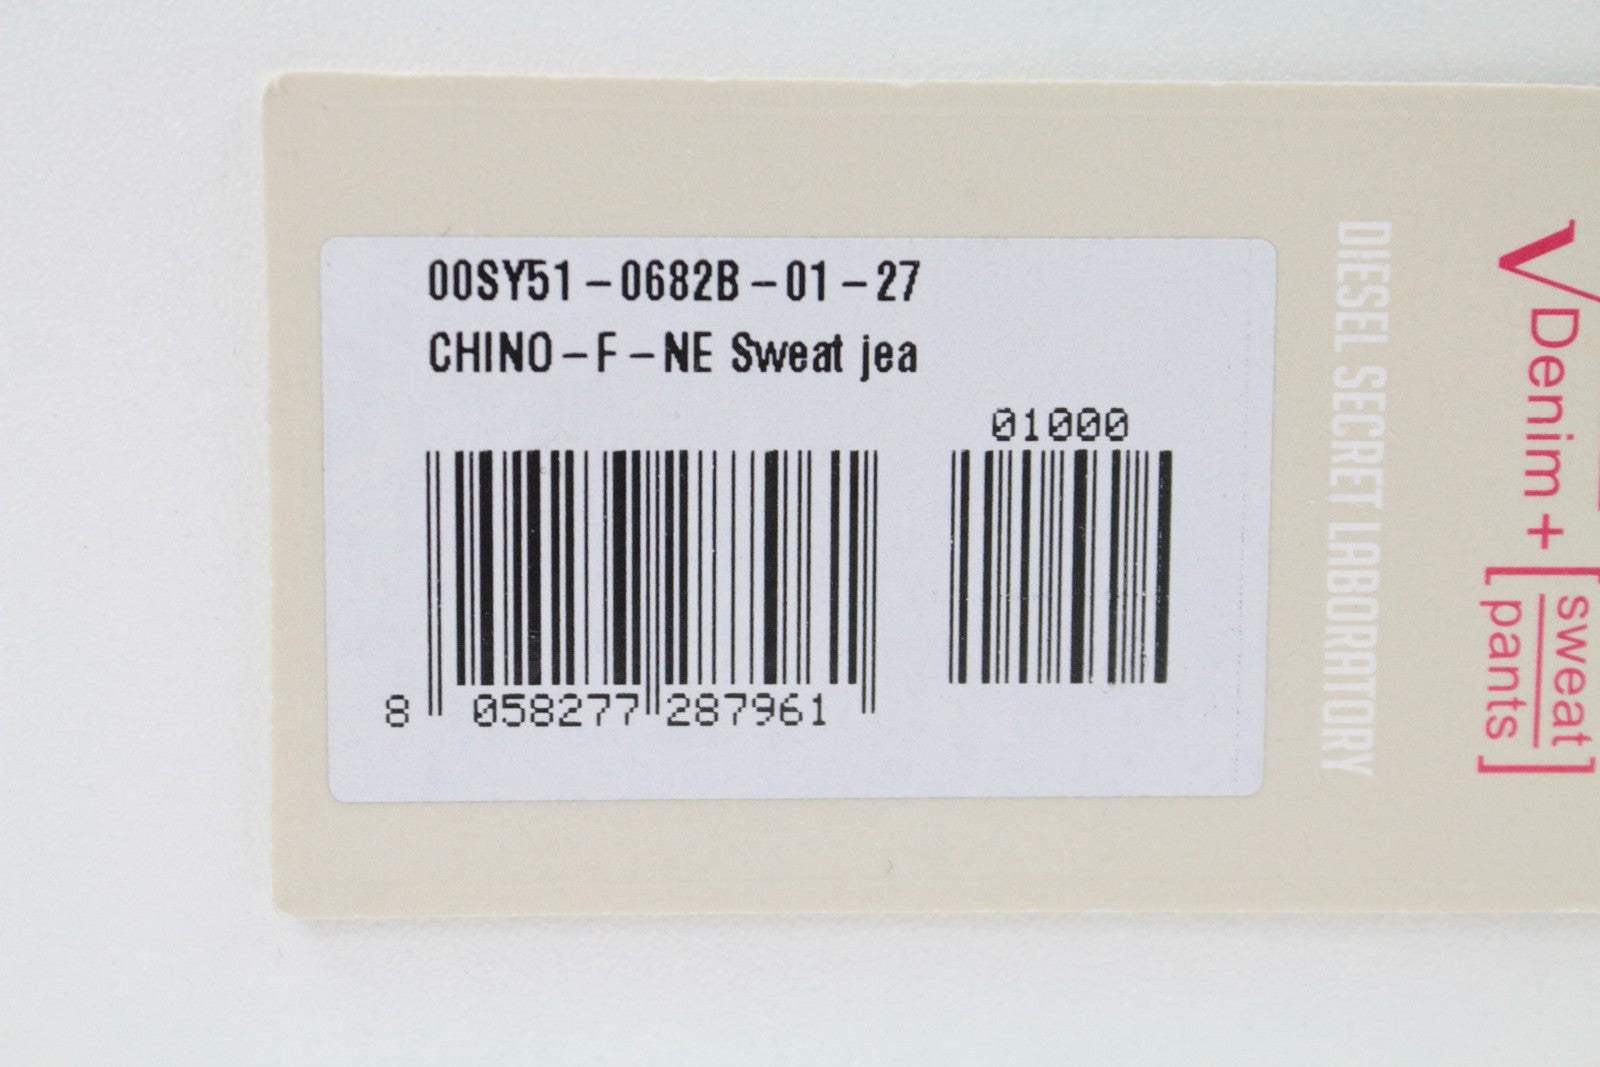 00SY51-0682B-01-27
CHINO-F-NE Sweat jea
01000
8 058277 287961
DIESEL SECRET LABORATORY
√Denim + [sweat
pants]